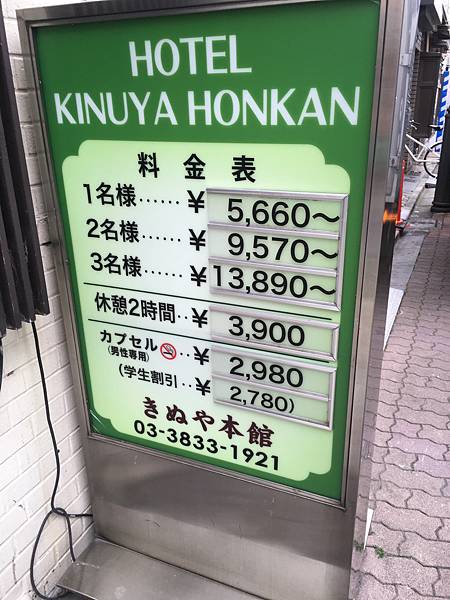 HOTEL
KINUYA HONKAN
料金表
1名様……¥ 5,660～
2名様……¥ 9,570～
3名様……¥ 13,890～
休憩2時間‥¥ 3,900
カプセル(男性専用)‥¥ 2,980
(学生割引‥¥ 2,780)
きぬや本館
03-3833-1921